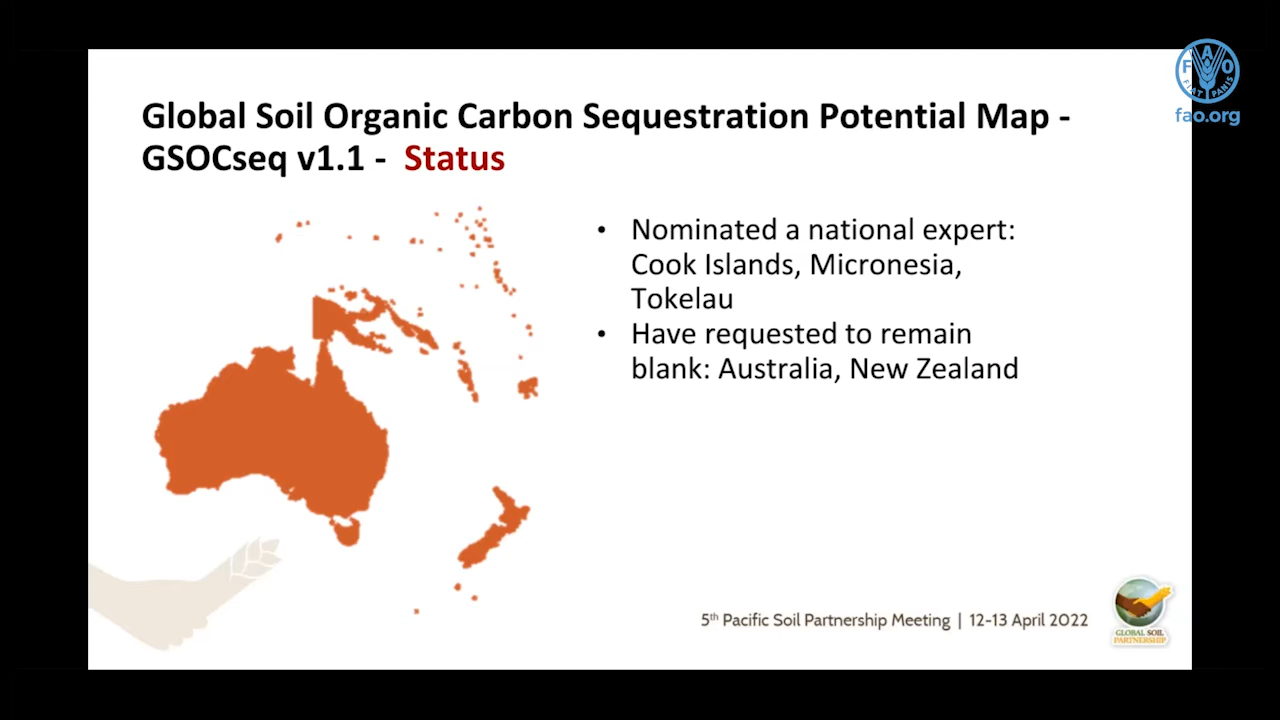 Global Soil Organic Carbon Sequestration Potential Map -
GSOCseq v1.1 - Status
• Nominated a national expert:
Cook Islands, Micronesia,
Tokelau
• Have requested to remain
blank: Australia, New Zealand
5th Pacific Soil Partnership Meeting | 12-13 April 2022
GLOBAL SOIL
PARTNERSHIP
F A O
FIAT PANIS
fao.org